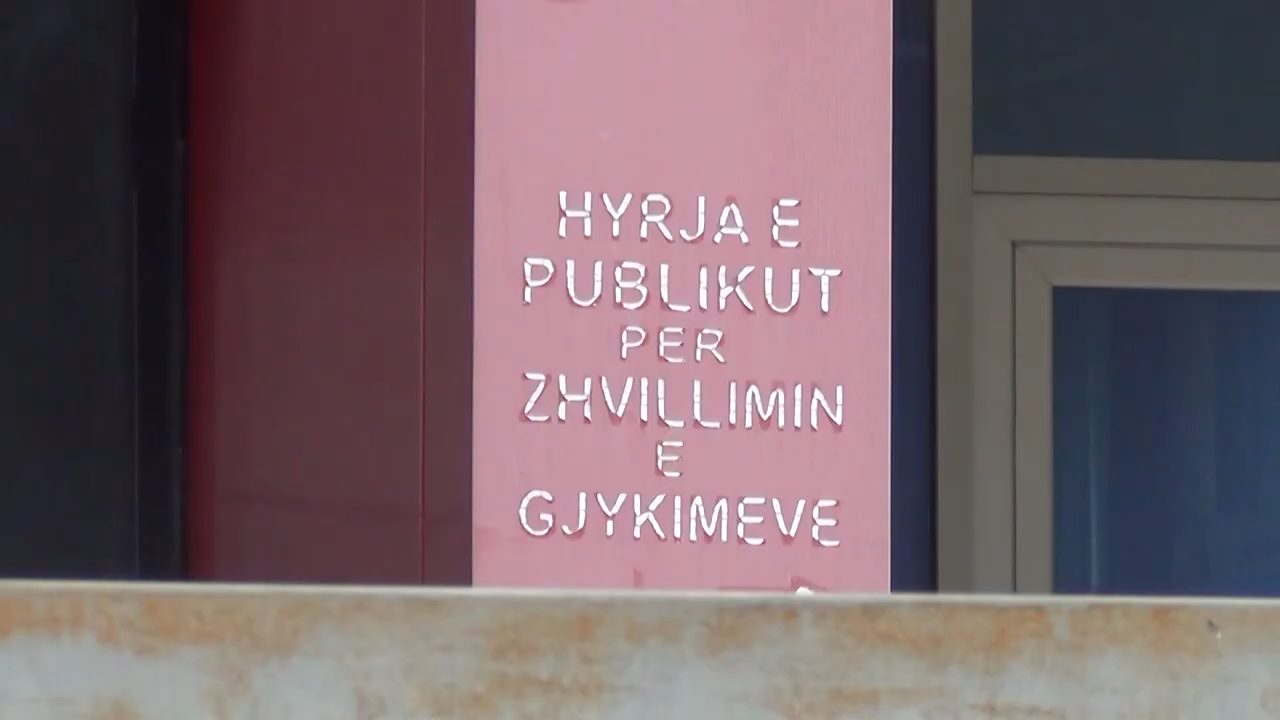 HYRJA E
PUBLIKUT
PER
ZHVILLIMIN
E
GJYKIMEVE